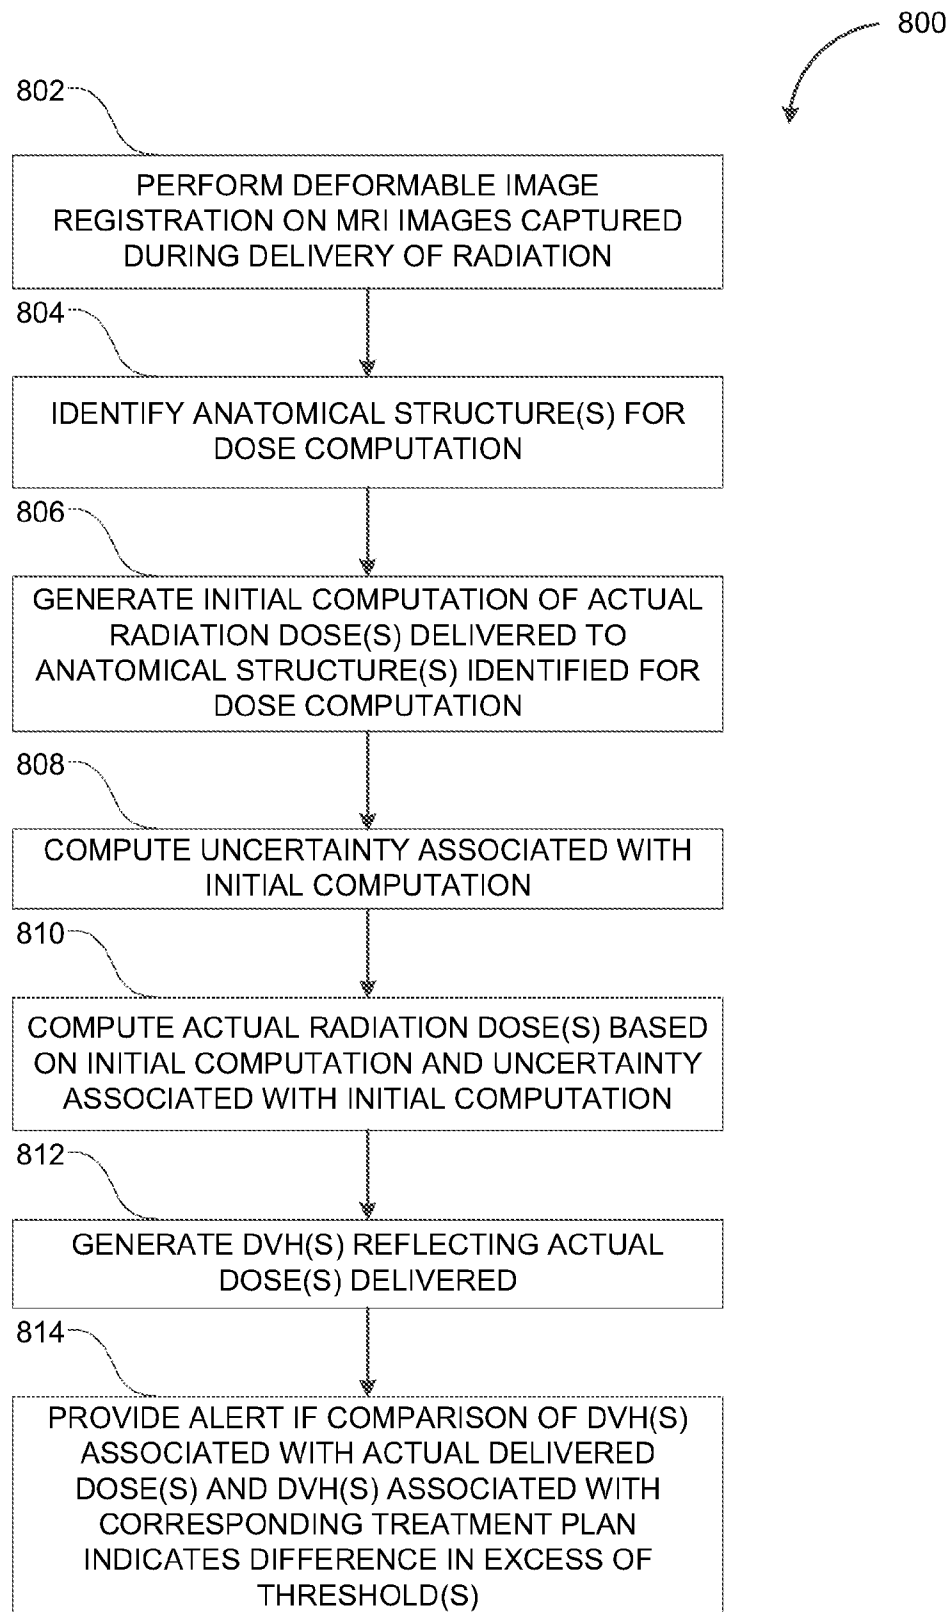 800
802
PERFORM DEFORMABLE IMAGE
REGISTRATION ON MRI IMAGES CAPTURED
DURING DELIVERY OF RADIATION
804
IDENTIFY ANATOMICAL STRUCTURE(S) FOR
DOSE COMPUTATION
806
GENERATE INITIAL COMPUTATION OF ACTUAL
RADIATION DOSE(S) DELIVERED TO
ANATOMICAL STRUCTURE(S) IDENTIFIED FOR
DOSE COMPUTATION
808
COMPUTE UNCERTAINTY ASSOCIATED WITH
INITIAL COMPUTATION
810
COMPUTE ACTUAL RADIATION DOSE(S) BASED
ON INITIAL COMPUTATION AND UNCERTAINTY
ASSOCIATED WITH INITIAL COMPUTATION
812
GENERATE DVH(S) REFLECTING ACTUAL
DOSE(S) DELIVERED
814
PROVIDE ALERT IF COMPARISON OF DVH(S)
ASSOCIATED WITH ACTUAL DELIVERED
DOSE(S) AND DVH(S) ASSOCIATED WITH
CORRESPONDING TREATMENT PLAN
INDICATES DIFFERENCE IN EXCESS OF
THRESHOLD(S)